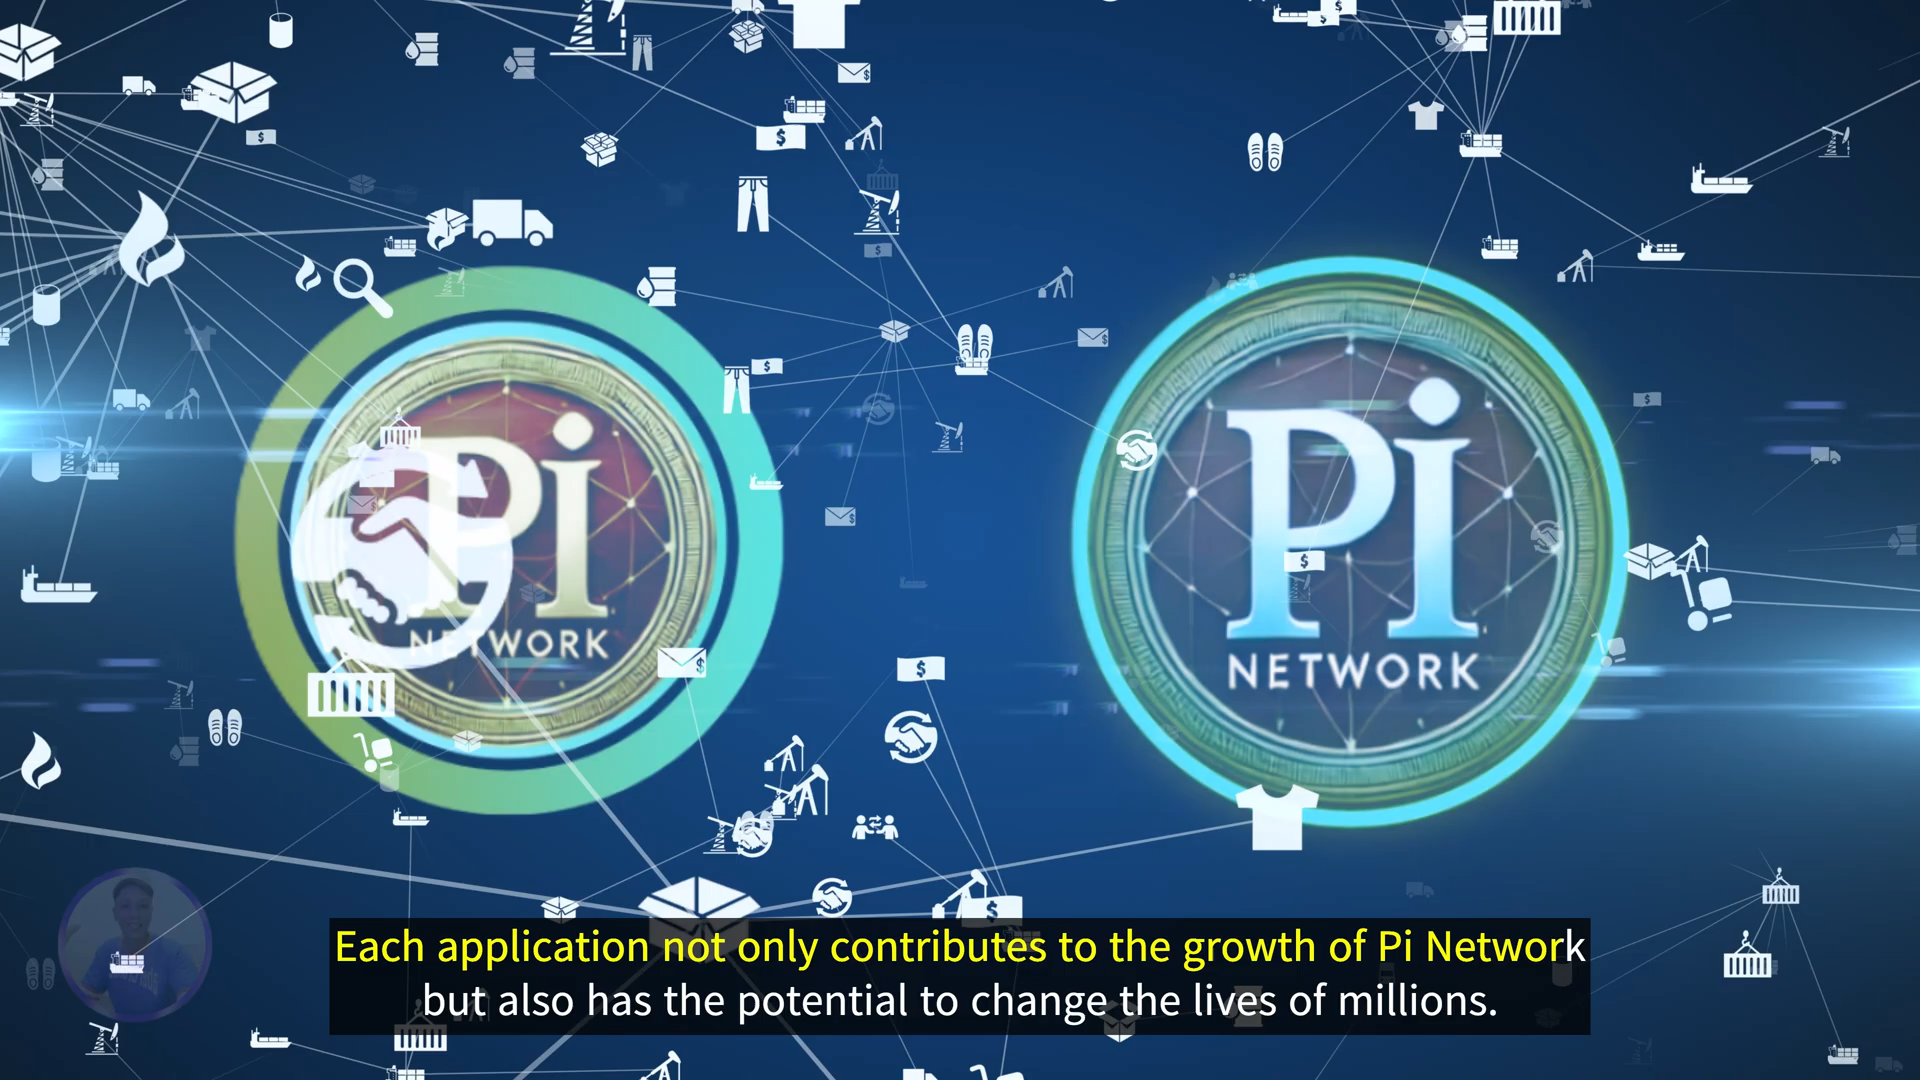 Pi
NETWORK
Pi
NETWORK
Each application not only contributes to the growth of Pi Network
but also has the potential to change the lives of millions.